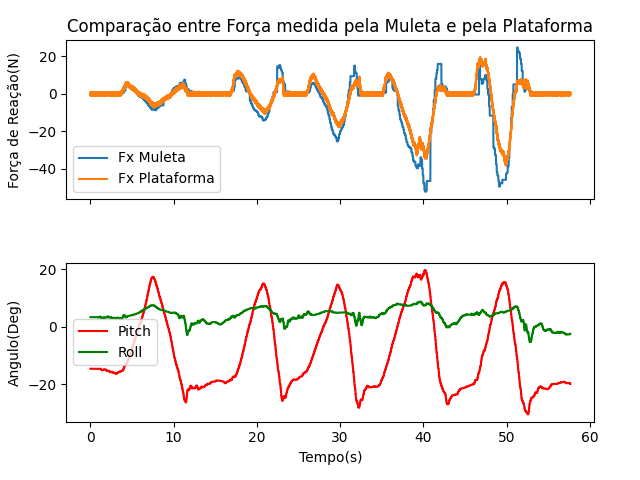 Comparação entre Força medida pela Muleta e pela Plataforma
Força de Reação(N)
20
0
−20
−40
Fx Muleta
Fx Plataforma
Angulo(Deg)
20
0
−20
Pitch
Roll
0 10 20 30 40 50 60
Tempo(s)